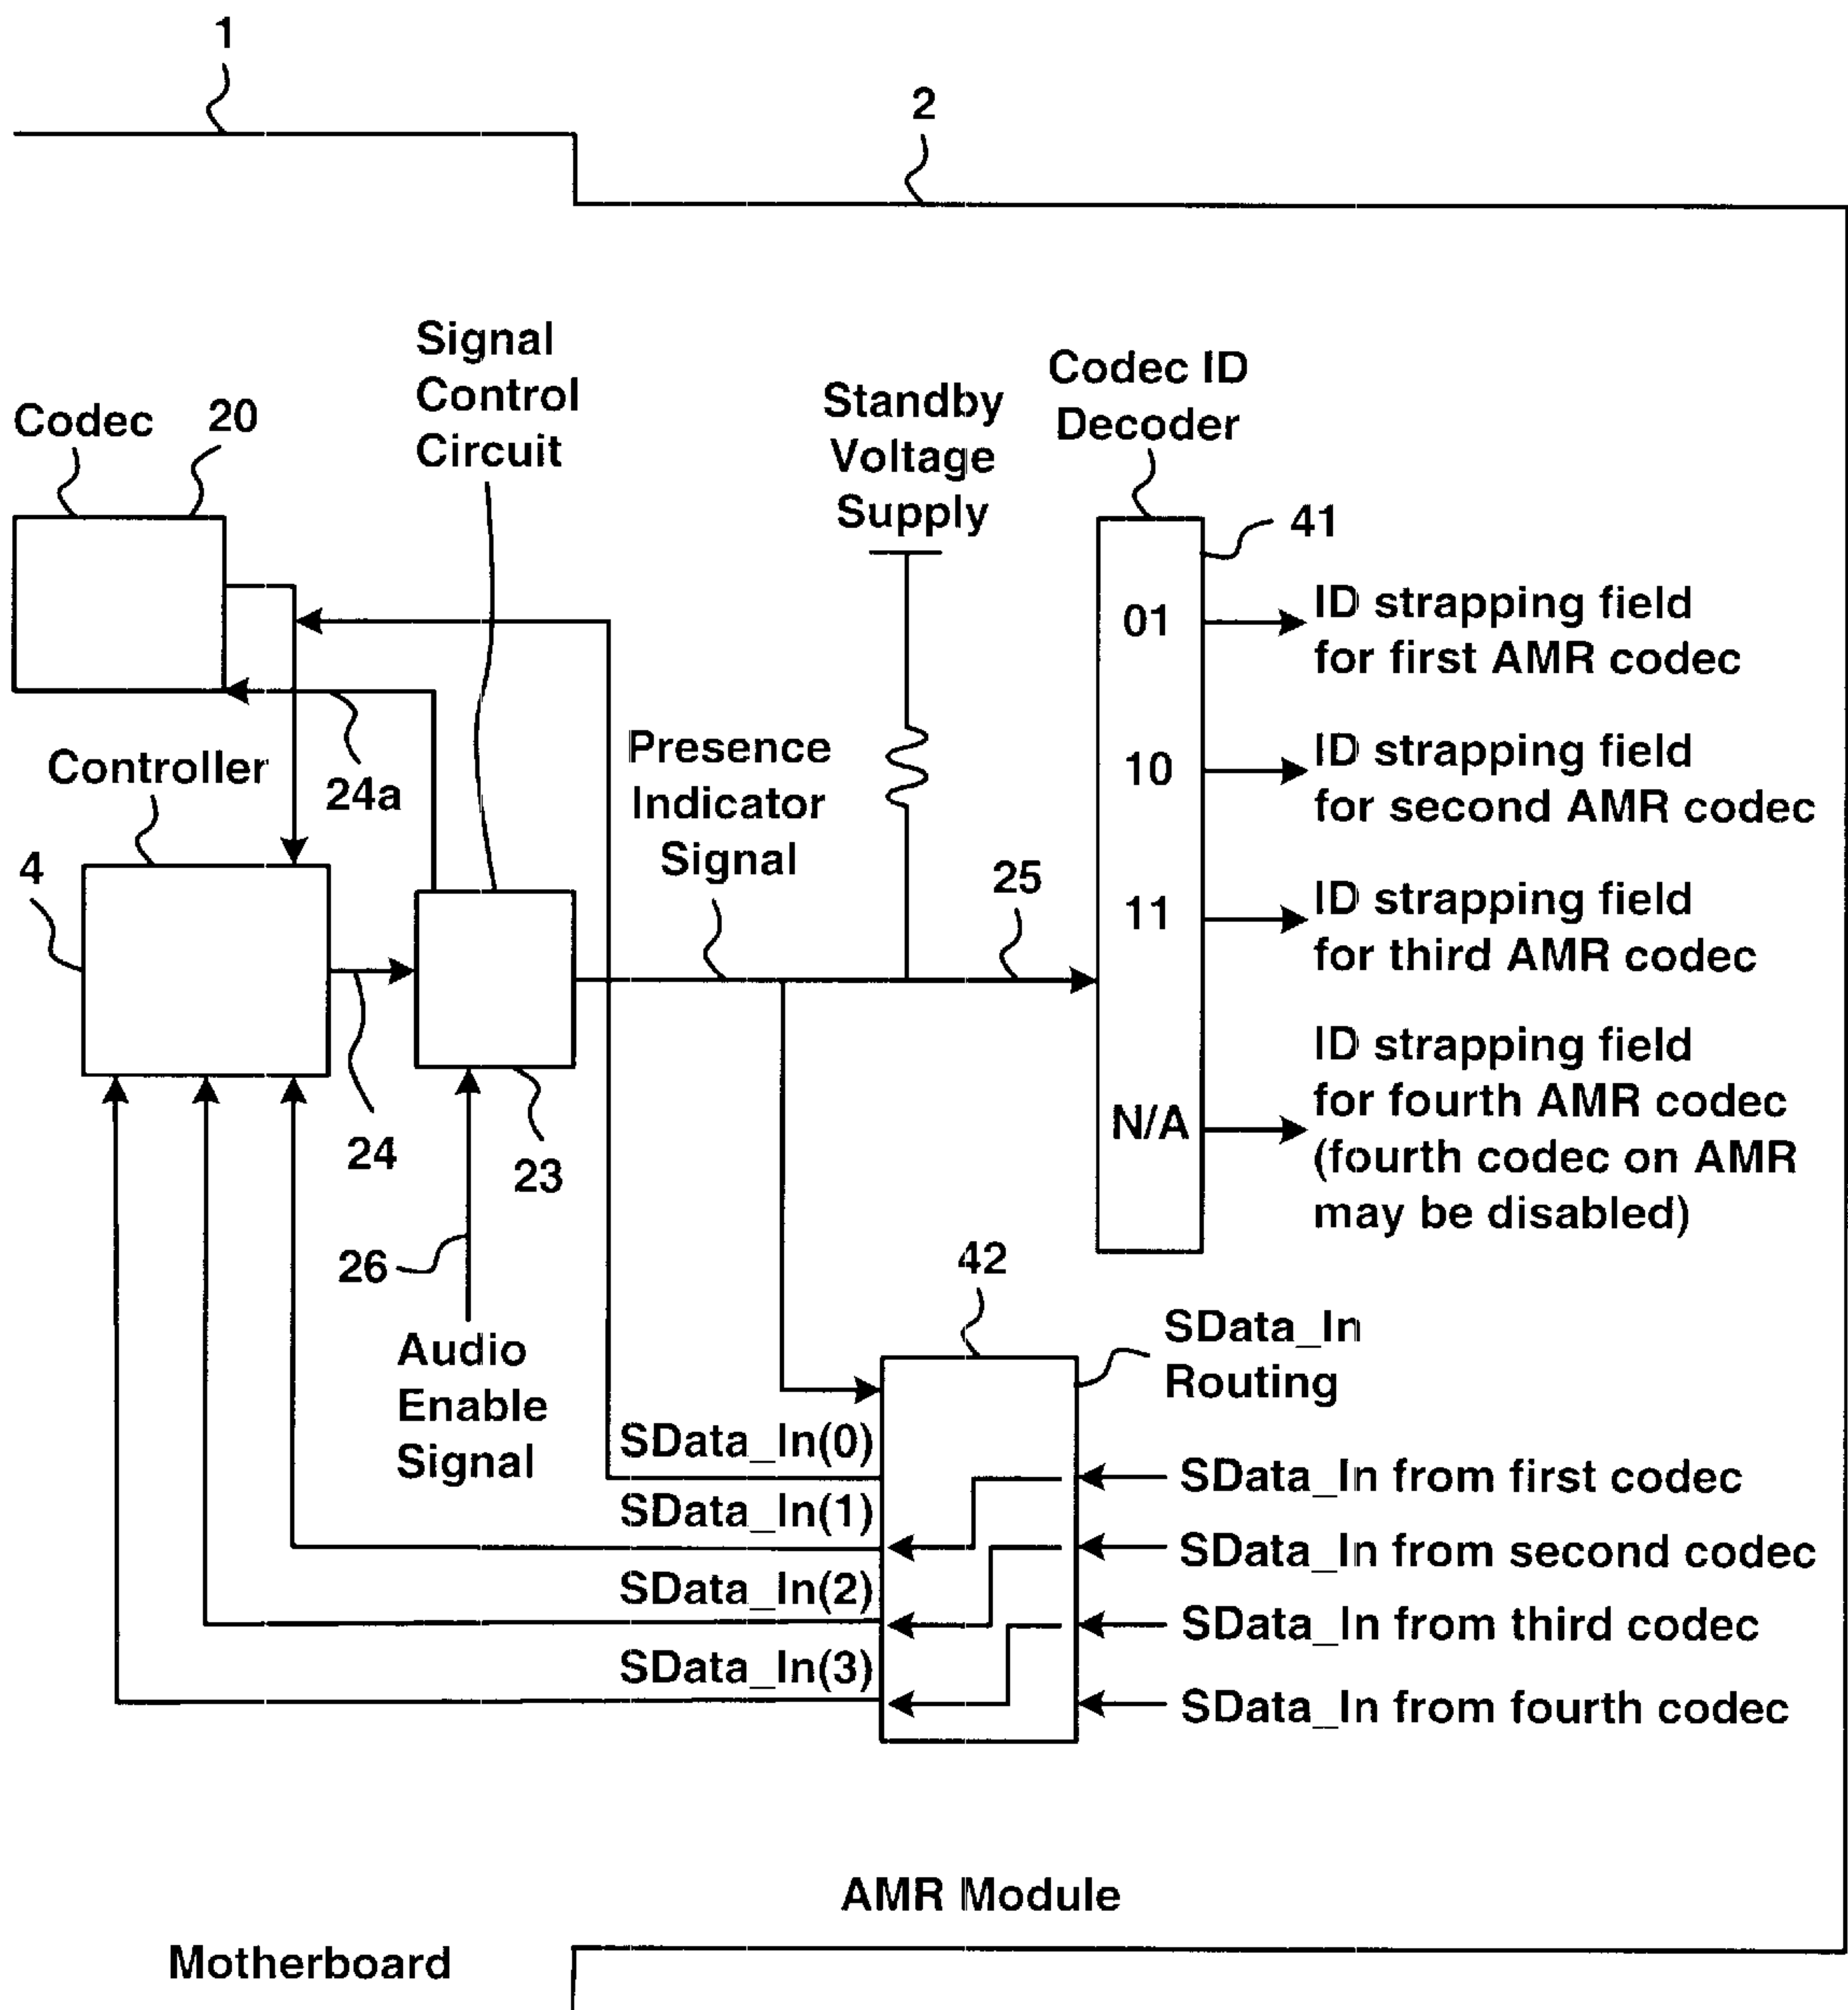 1
2
Signal
Control
Circuit
Codec
20
Standby
Voltage
Supply
Codec ID
Decoder
41
01
ID strapping field
for first AMR codec
10
ID strapping field
for second AMR codec
11
ID strapping field
for third AMR codec
N/A
ID strapping field
for fourth AMR codec
(fourth codec on AMR
may be disabled)
Controller
24a
Presence
Indicator
Signal
4
25
24
23
26
Audio
Enable
Signal
42
SData_In
Routing
SData_In(0)
SData_In(1)
SData_In(2)
SData_In(3)
SData_In from first codec
SData_In from second codec
SData_In from third codec
SData_In from fourth codec
AMR Module
Motherboard